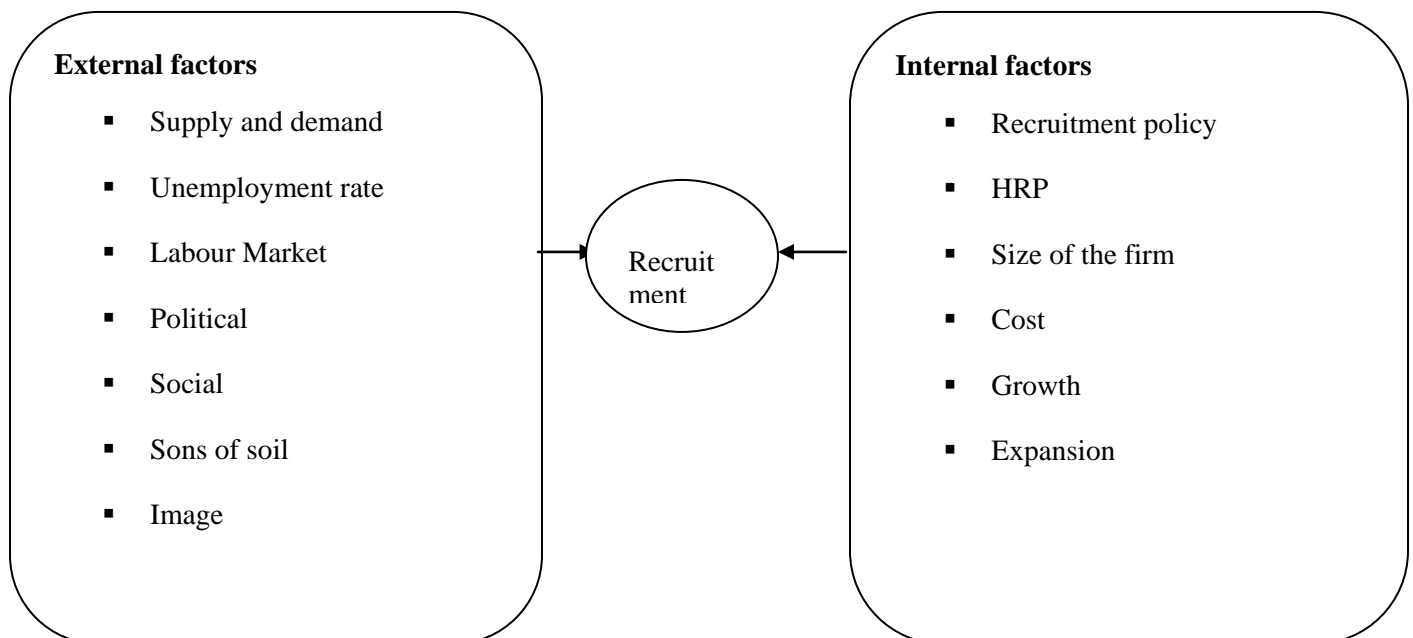 External factors
▪ Supply and demand
▪ Unemployment rate
▪ Labour Market
▪ Political
▪ Social
▪ Sons of soil
▪ Image
Recruit
ment
Internal factors
▪ Recruitment policy
▪ HRP
▪ Size of the firm
▪ Cost
▪ Growth
▪ Expansion